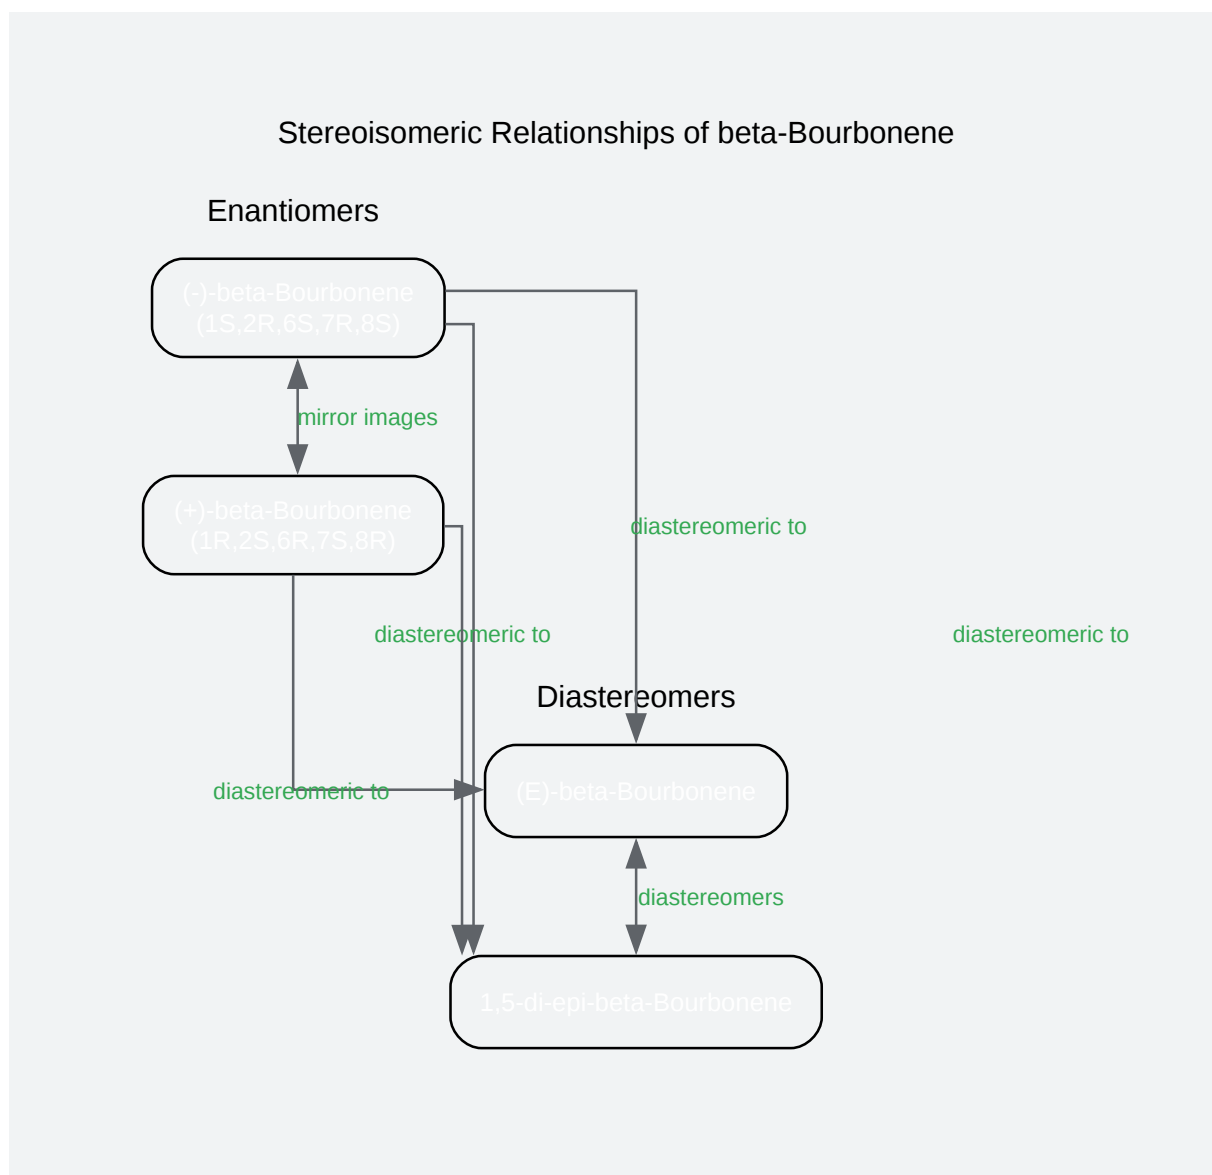 Stereoisomeric Relationships of beta-Bourbonene
Enantiomers
(-)-beta-Bourbonene
(1S,2R,6S,7R,8S)
mirror images
(+)-beta-Bourbonene
(1R,2S,6R,7S,8R)
diastereomeric to
diastereomeric to
diastereomeric to
Diastereomers
diastereomeric to
(E)-beta-Bourbonene
diastereomers
1,5-di-epi-beta-Bourbonene